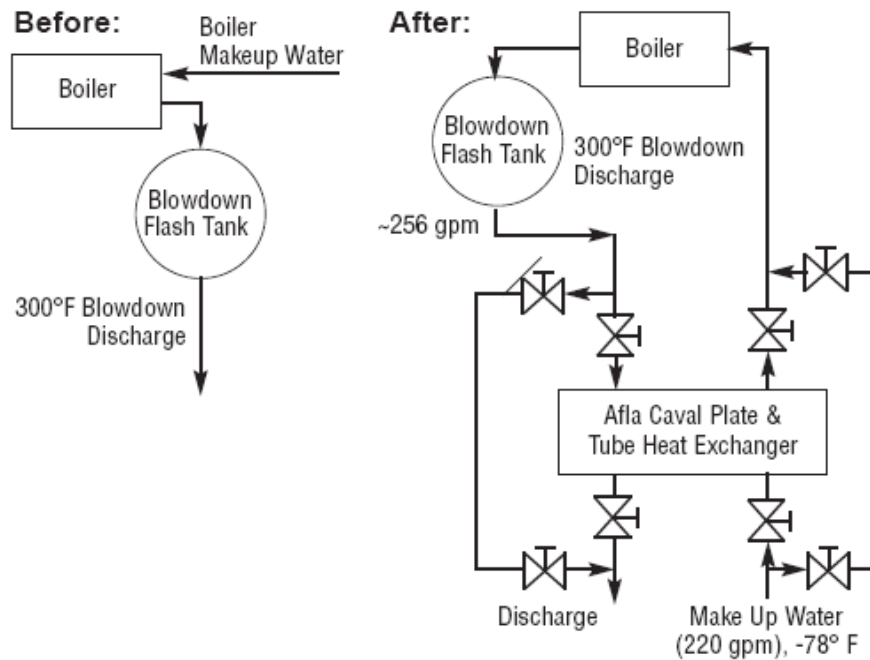 Before:
Boiler
Makeup Water
Boiler
Blowdown
Flash Tank
300°F Blowdown
Discharge
After:
Boiler
Blowdown
Flash Tank
300°F Blowdown
Discharge
~256 gpm
Afla Caval Plate &
Tube Heat Exchanger
Discharge
Make Up Water
(220 gpm), -78° F